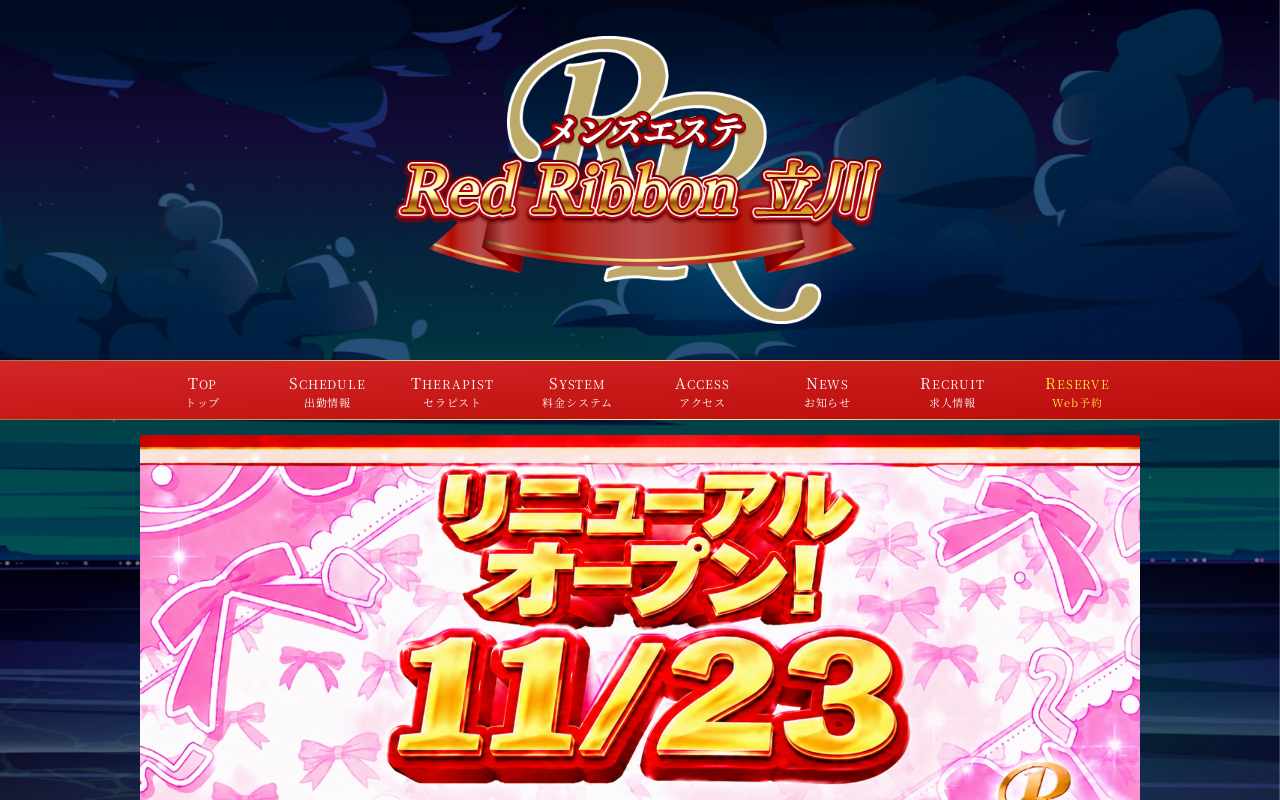 RR
メンズエステ
Red Ribbon 立川
TOP
トップ
SCHEDULE
出勤情報
THERAPIST
セラピスト
SYSTEM
料金システム
ACCESS
アクセス
NEWS
お知らせ
RECRUIT
求人情報
RESERVE
Web予約
リニューアル
オープン!
11/23
R